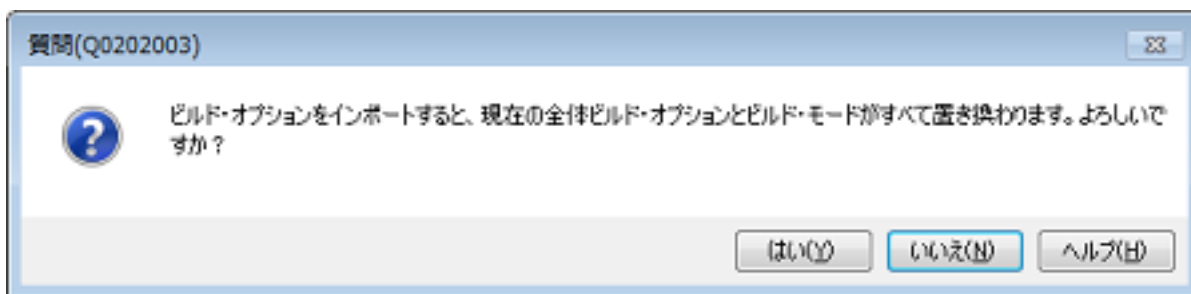 質問(Q0202003)
ビルド・オプションをインポートすると、現在の全体ビルド・オプションとビルド・モードがすべて置き換わります。よろしいで
すか？
はい(Y)
いいえ(N)
ヘルプ(H)